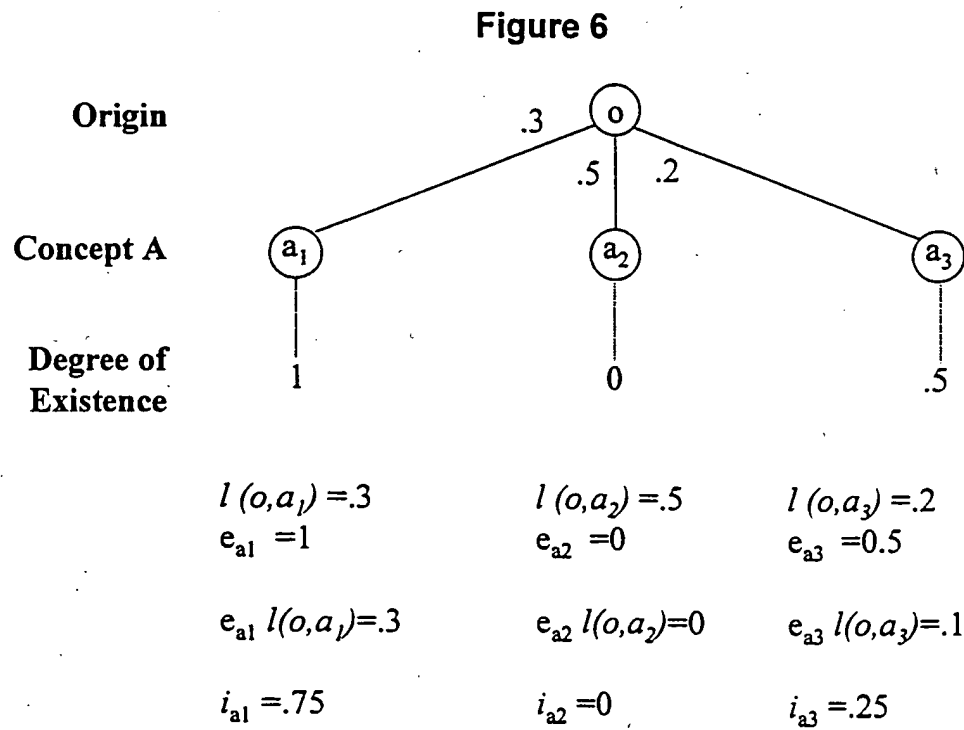 Figure 6
Origin
o
.3
.5
.2
Concept A
a1
a2
a3
Degree of
Existence
1
0
.5
l (o,a1) =.3
l (o,a2) =.5
l (o,a3) =.2
ea1 =1
ea2 =0
ea3 =0.5
ea1 l(o,a1)=.3
ea2 l(o,a2)=0
ea3 l(o,a3)=.1
ia1 =.75
ia2 =0
ia3 =.25